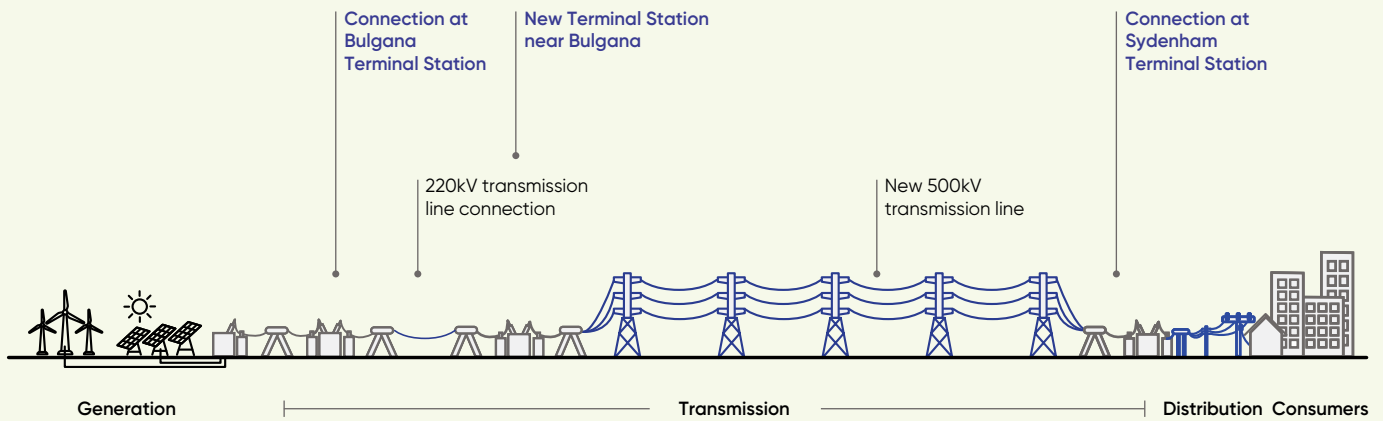 Connection at
Bulgana
Terminal Station
New Terminal Station
near Bulgana
Connection at
Sydenham
Terminal Station
220kV transmission
line connection
New 500kV
transmission line
Generation
Transmission
Distribution
Consumers